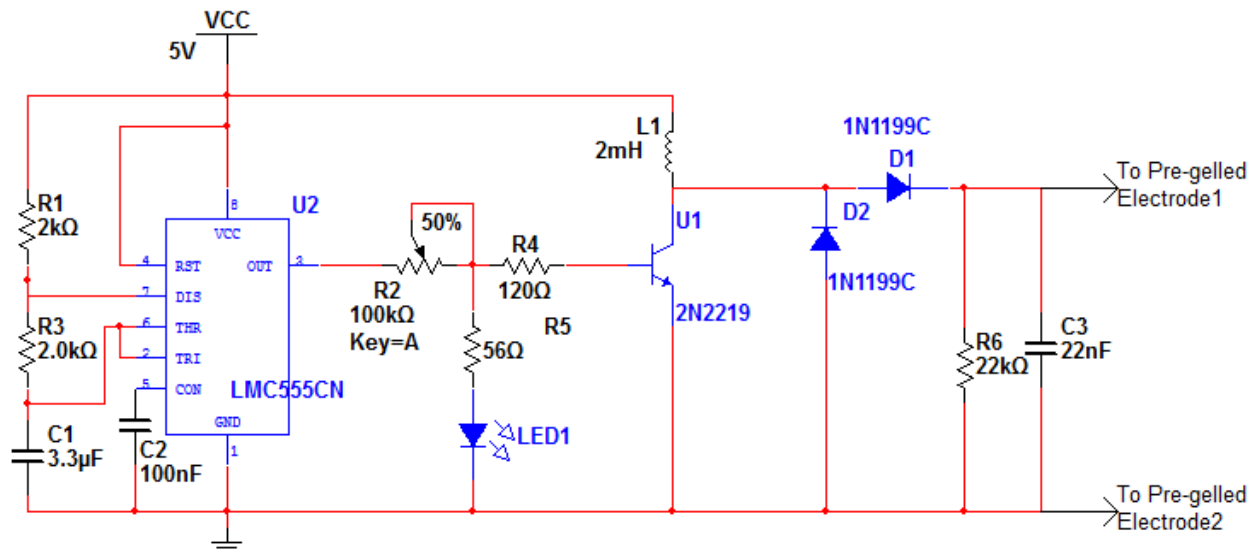 VCC
5V
L1
2mH
1N1199C
D1
To Pre-gelled
Electrode1
R1
2kΩ
8
U2
VCC
50%
U1
D2
R4
4
RST
OUT
3
R2
100kΩ
Key=A
120Ω
1N1199C
7
DIS
R3
2.0kΩ
6
THR
2N2219
R5
56Ω
2
TRI
R6
22kΩ
C3
22nF
5
CON
LMC555CN
GND
1
C1
3.3µF
C2
100nF
LED1
To Pre-gelled
Electrode2